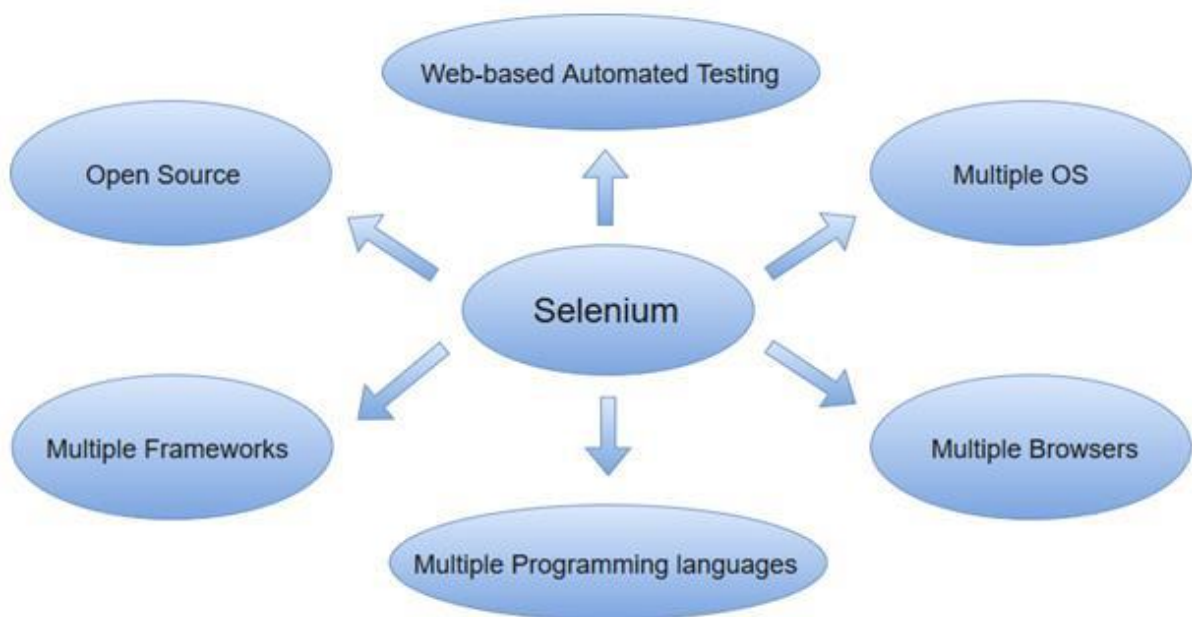 Web-based Automated Testing
Open Source
Multiple OS
Selenium
Multiple Frameworks
Multiple Browsers
Multiple Programming languages